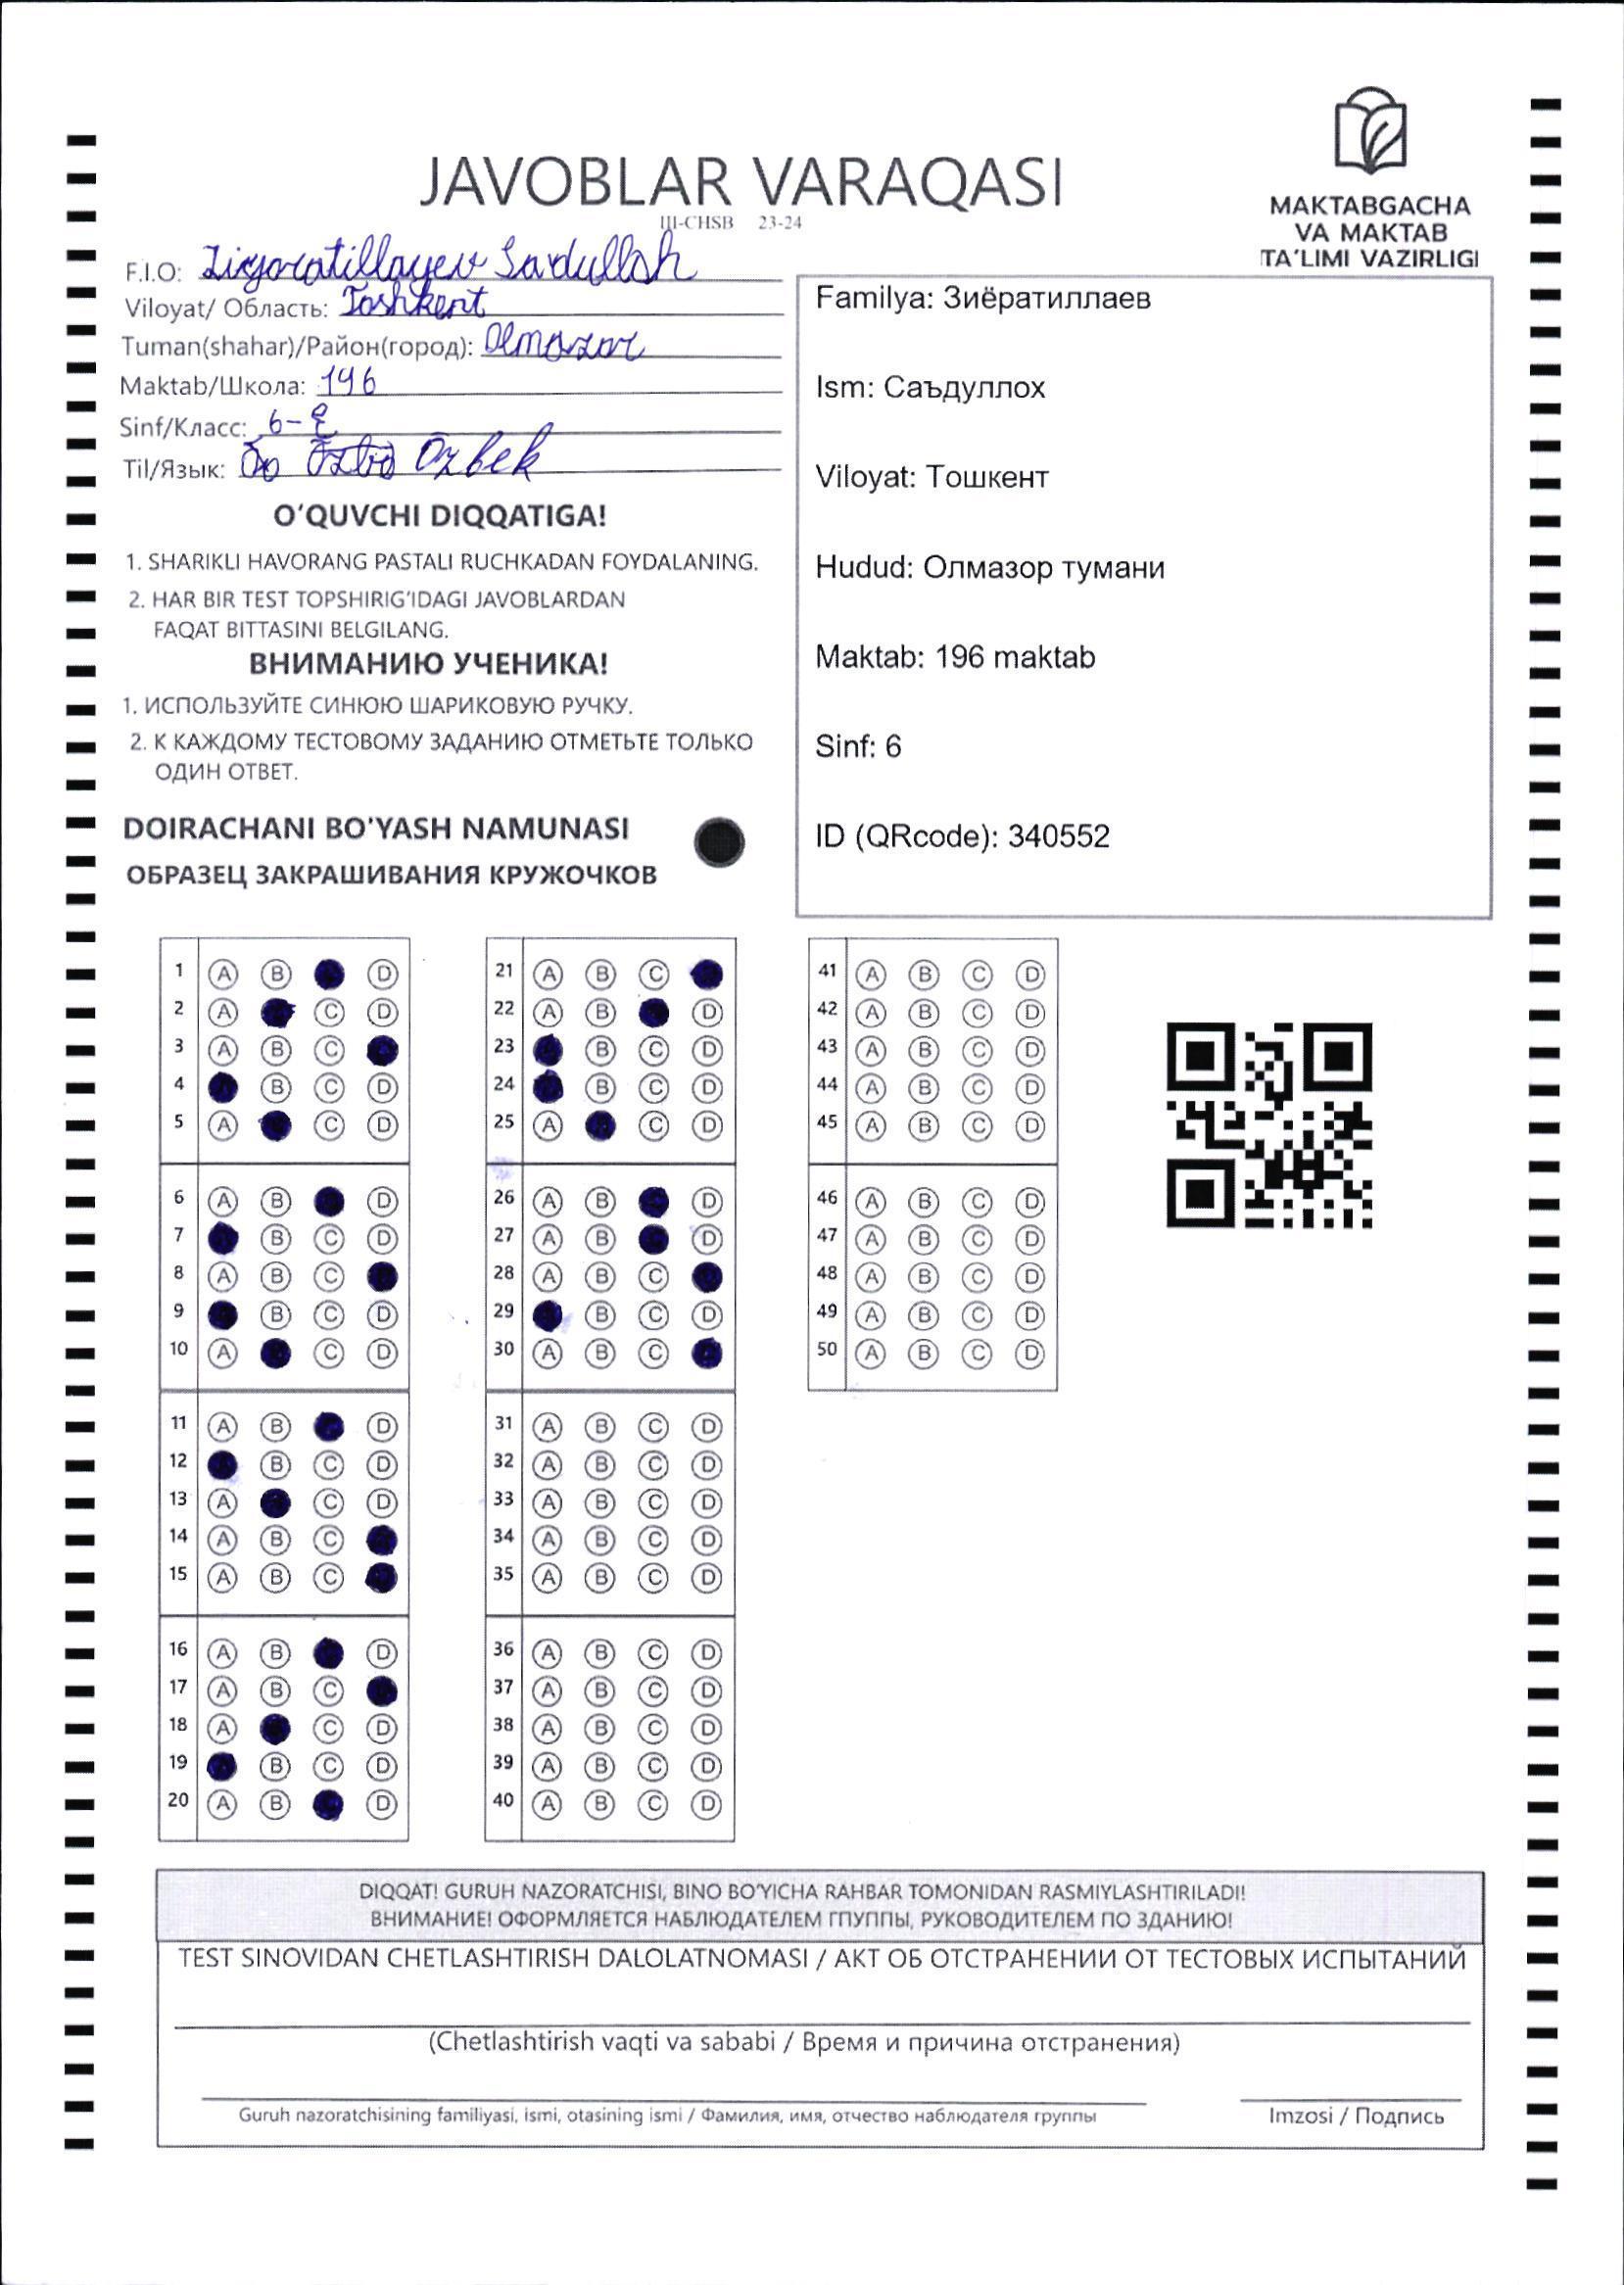 JAVOBLAR VARAQASI
III-CHSB 23-24
MAKTABGACHA
VA MAKTAB
TA'LIMI VAZIRLIGI
F.I.O: Ziyoratillayev Sadulloh
Viloyat/ Область: Toshkent
Tuman(shahar)/Район(город): Olmazor
Maktab/Школа: 196
Sinf/Класс: 6-
Til/Язык: Ozbek
O'QUVCHI DIQQATIGA!
1. SHARIKLI HAVORANG PASTALI RUCHKADAN FOYDALANING.
2. HAR BIR TEST TOPSHIRIG'IDAGI JAVOBLARDAN
FAQAT BITTASINI BELGILANG.
ВНИМАНИЮ УЧЕНИКА!
1. ИСПОЛЬЗУЙТЕ СИНЮЮ ШАРИКОВУЮ РУЧКУ.
2. К КАЖДОМУ ТЕСТОВОМУ ЗАДАНИЮ ОТМЕТЬТЕ ТОЛЬКО
ОДИН ОТВЕТ.
DOIRACHANI BO'YASH NAMUNASI
ОБРАЗЕЦ ЗАКРАШИВАНИЯ КРУЖОЧКОВ
Familya: Зиёратиллаев
Ism: Саъдуллох
Viloyat: Тошкент
Hudud: Олмазор тумани
Maktab: 196 maktab
Sinf: 6
ID (QRcode): 340552
1 A B D
2 A C D
3 A B C
4 B C D
5 A C D
6 A B D
7 B C D
8 A B C
9 B C D
10 A C D
11 A B D
12 B C D
13 A C D
14 A B C
15 A B C
16 A B D
17 A B C
18 A C D
19 B C D
20 A B D
21 A B C
22 A B D
23 B C D
24 B C D
25 A C D
26 A B D
27 A B D
28 A B C
29 B C D
30 A B C
31 A B C D
32 A B C D
33 A B C D
34 A B C D
35 A B C D
36 A B C D
37 A B C D
38 A B C D
39 A B C D
40 A B C D
41 A B C D
42 A B C D
43 A B C D
44 A B C D
45 A B C D
46 A B C D
47 A B C D
48 A B C D
49 A B C D
50 A B C D
DIQQAT! GURUH NAZORATCHISI, BINO BO'YICHA RAHBAR TOMONIDAN RASMIYLASHTIRILADI!
ВНИМАНИЕ! ОФОРМЛЯЕТСЯ НАБЛЮДАТЕЛЕМ ГПУППЫ, РУКОВОДИТЕЛЕМ ПО ЗДАНИЮ!
TEST SINOVIDAN CHETLASHTIRISH DALOLATNOMASI / АКТ ОБ ОТСТРАНЕНИИ ОТ ТЕСТОВЫХ ИСПЫТАНИЙ
(Chetlashtirish vaqti va sababi / Время и причина отстранения)
Guruh nazoratchisining familiyasi, ismi, otasining ismi / Фамилия, имя, отчество наблюдателя группы
Imzosi / Подпись